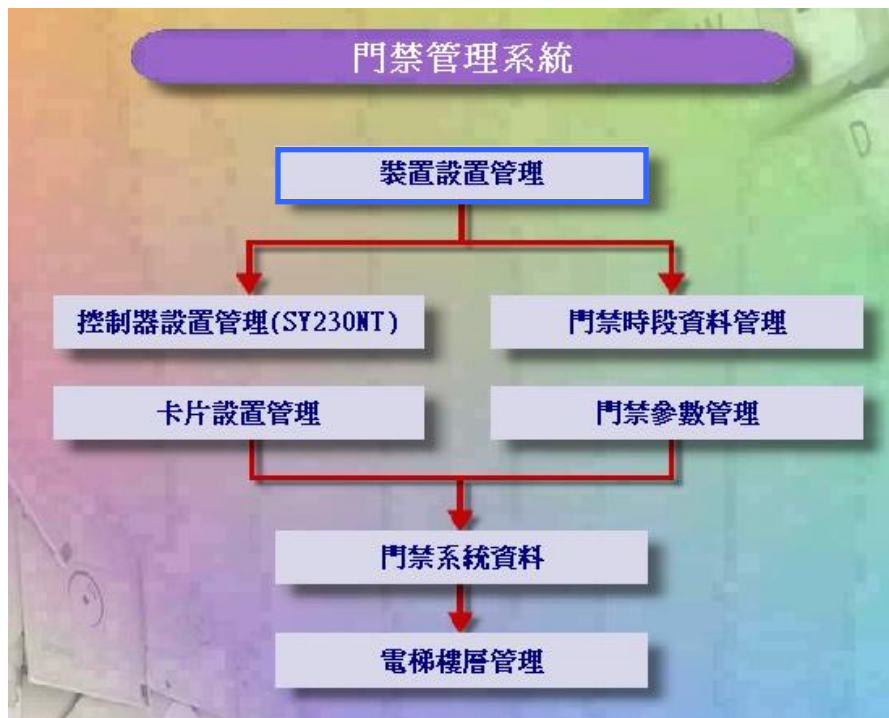 門禁管理系統
裝置設置管理
控制器設置管理(SY230NT)
門禁時段資料管理
卡片設置管理
門禁參數管理
門禁系統資料
電梯樓層管理
D